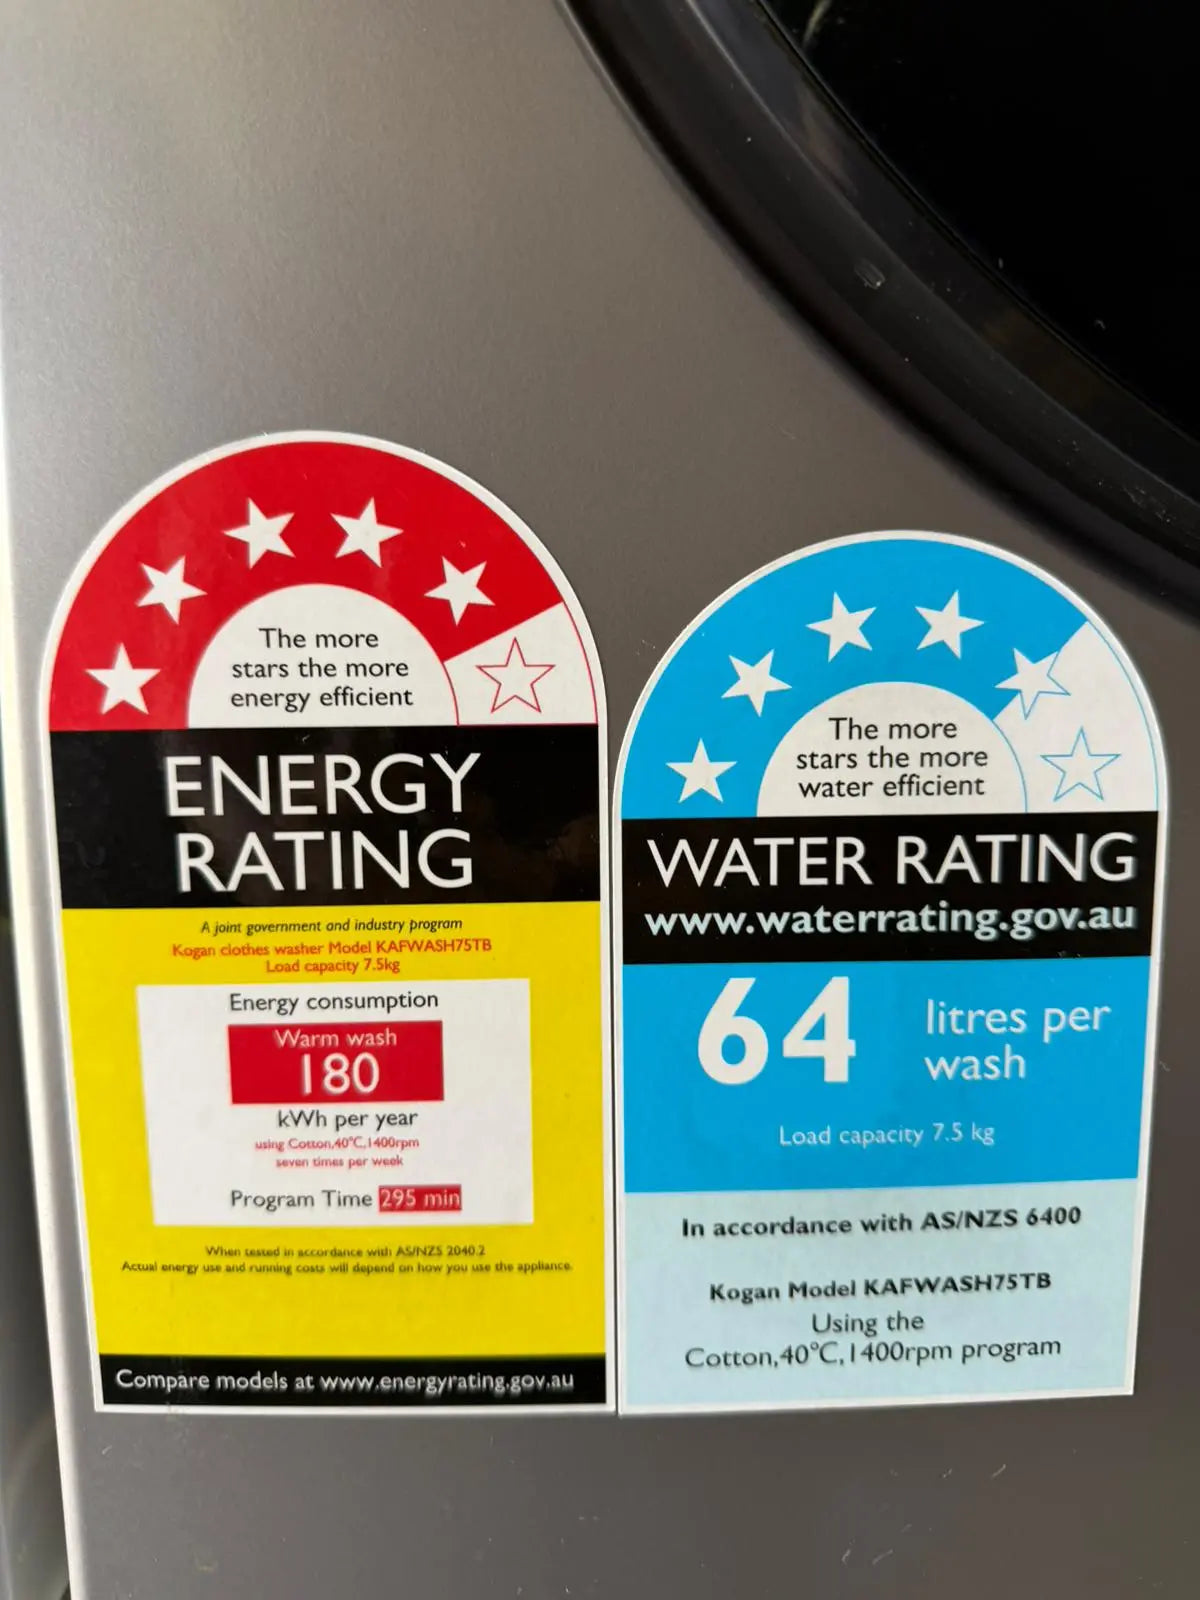 The more
stars the more
energy efficient
ENERGY
RATING
A joint government and industry program
Kogan clothes washer Model KAFWASH75TB
Load capacity 7.5kg
Energy consumption
Warm wash
180
kWh per year
using Cotton,40°C,1400rpm
seven times per week
Program Time 295 min
When tested in accordance with AS/NZS 2040.2
Actual energy use and running costs will depend on how you use the appliance.
Compare models at www.energyrating.gov.au
The more
stars the more
water efficient
WATER RATING
www.waterrating.gov.au
64 litres per
wash
Load capacity 7.5 kg
In accordance with AS/NZS 6400
Kogan Model KAFWASH75TB
Using the
Cotton,40°C,1400rpm program